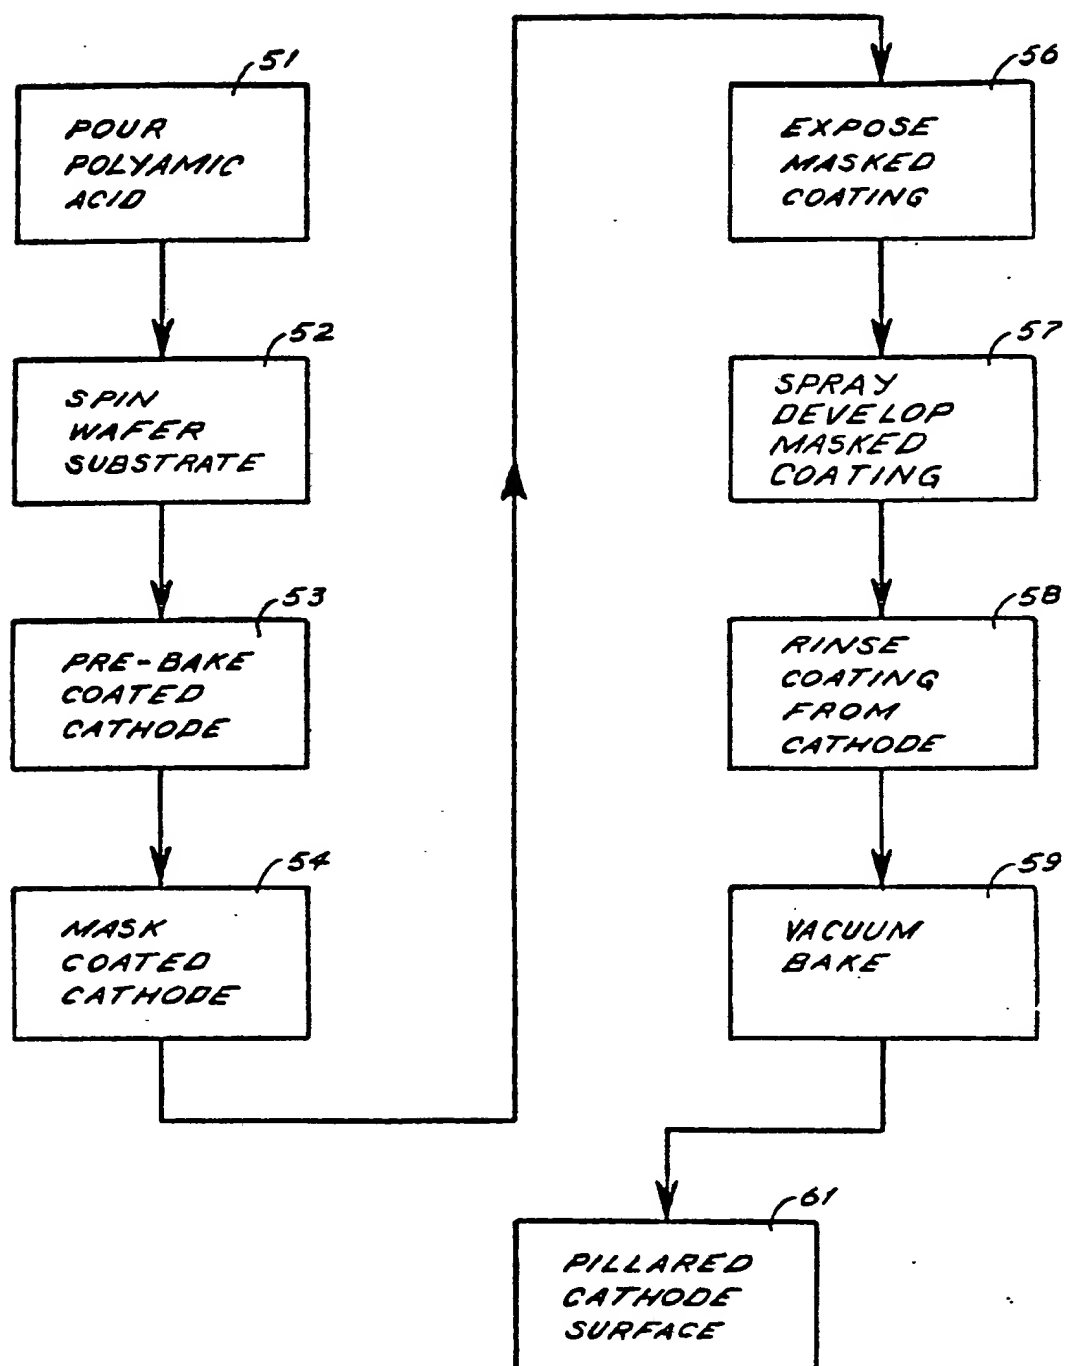 51
POUR
POLYAMIC
ACID
52
SPIN
WAFER
SUBSTRATE
53
PRE-BAKE
COATED
CATHODE
54
MASK
COATED
CATHODE
56
EXPOSE
MASKED
COATING
57
SPRAY
DEVELOP
MASKED
COATING
58
RINSE
COATING
FROM
CATHODE
59
VACUUM
BAKE
61
PILLARED
CATHODE
SURFACE